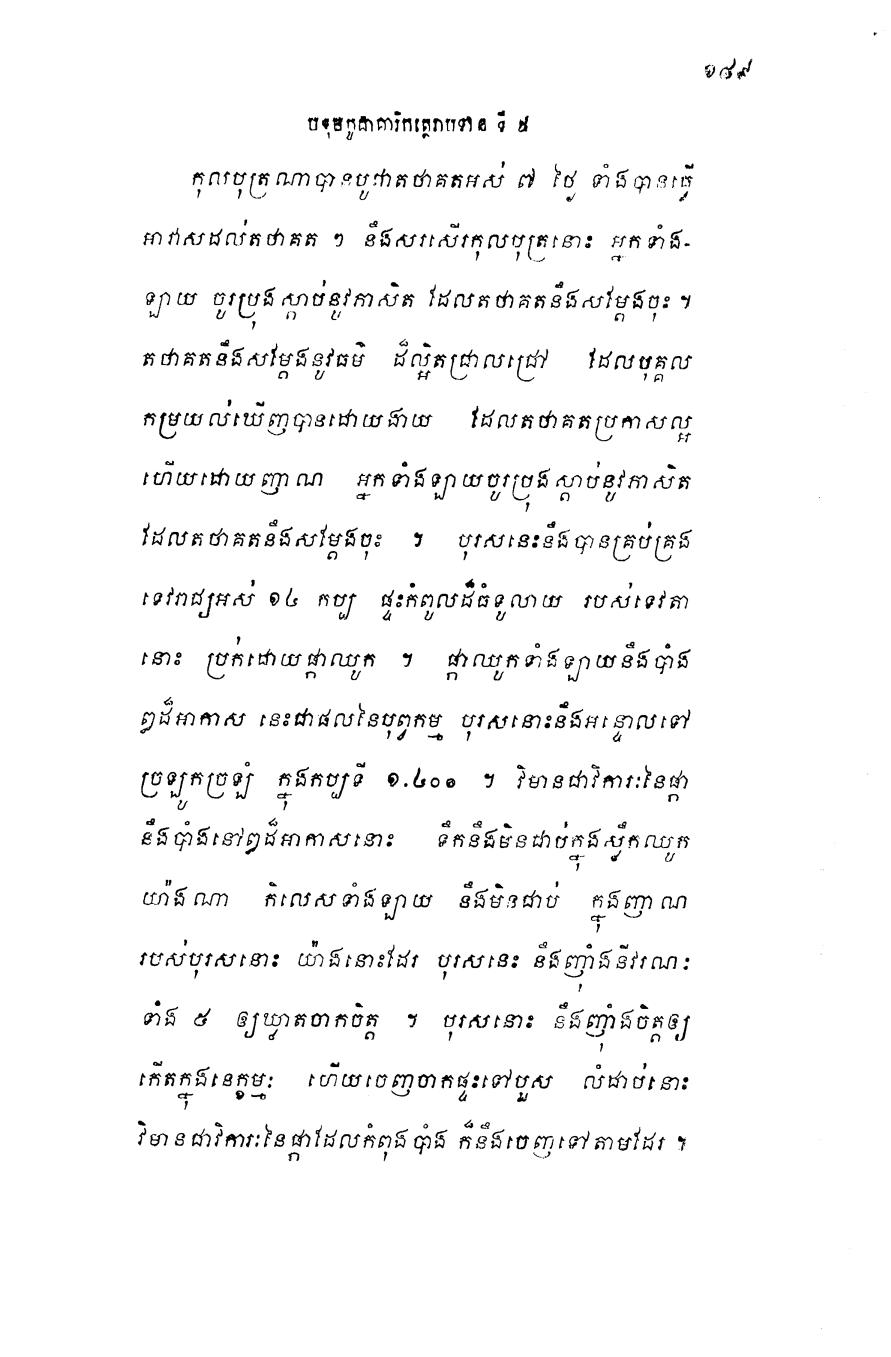 ១៨៩
បទុមកូដាគារិកត្ថេរាបទាន ទី ៥
កុលបុត្រណាបានបូជាតថាគតអស់ ៧ ថ្ងៃ ទាំងបានធ្វើ
អាវាសដល់តថាគត ៗ នឹងសរសើរកុលបុត្រនោះ អ្នកទាំង-
ឡាយ ចូរប្រុងស្តាប់នូវភាសិត ដែលតថាគតនឹងសម្តែងចុះ ។
តថាគតនឹងសម្តែងនូវធម៌ ដ៏ល្អិតជ្រាលជ្រៅ ដែលបុគ្គល
កម្រយល់ឃើញបានដោយងាយ ដែលតថាគតប្រកាសល្អ
ហើយដោយញាណ អ្នកទាំងឡាយចូរប្រុងស្តាប់នូវភាសិត
ដែលតថាគតនឹងសម្តែងចុះ ។ បុរសនេះនឹងបានគ្រប់គ្រង
ទេវរាជ្យអស់ ១៤ កប្ប ផ្ទះកំពូលដ៏ធំទូលាយ របស់ទេវតា
នោះ ប្រក់ដោយផ្កាឈូក ។ ផ្កាឈូកទាំងឡាយនឹងបាំង
ឰដ៏អាកាស នេះជាផលនៃបុព្វកម្ម បុរសនោះនឹងអន្ទោលទៅ
ច្រឡូកច្រឡំ ក្នុងកប្បទី ១.៤០០ ។ វិមានជាវិការៈនៃផ្កា
នឹងបាំងនៅឰដ៏អាកាសនោះ ទឹកនឹងមិនជាប់ក្នុងស្លឹកឈូក
យ៉ាងណា កិលេសទាំងឡាយ នឹងមិនជាប់ ក្នុងញាណ
របស់បុរសនោះ យ៉ាងនោះដែរ បុរសនេះ នឹងញ៉ាំងនីវរណៈ
ទាំង ៥ ឲ្យឃ្លាតចាកចិត្ត ។ បុរសនោះ នឹងញ៉ាំងចិត្តឲ្យ
កើតក្នុងនេក្ខម្មៈ ហើយចេញចាកផ្ទះទៅបួស លំដាប់នោះ
វិមានជាវិការៈនៃផ្កាដែលកំពុងបាំង ក៏នឹងចេញទៅតាមដែរ ។